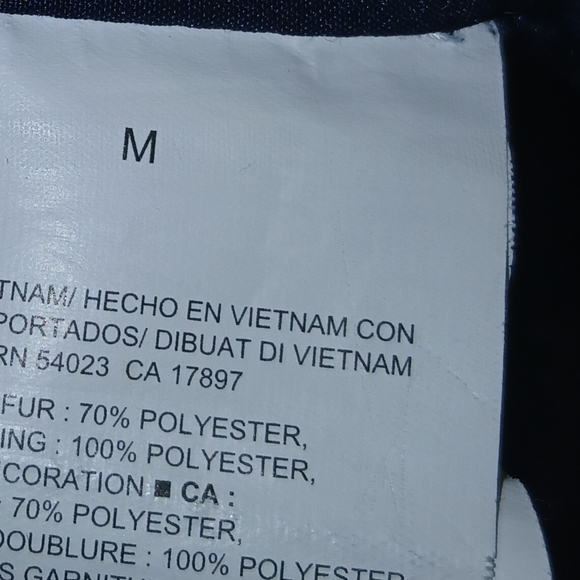 M
TNAM/ HECHO EN VIETNAM CON
PORTADOS/ DIBUAT DI VIETNAM
RN 54023 CA 17897
FUR : 70% POLYESTER,
ING : 100% POLYESTER,
CORATION ■ CA :
: 70% POLYESTER,
DOUBLURE : 100% POLYESTER
S GARNITU